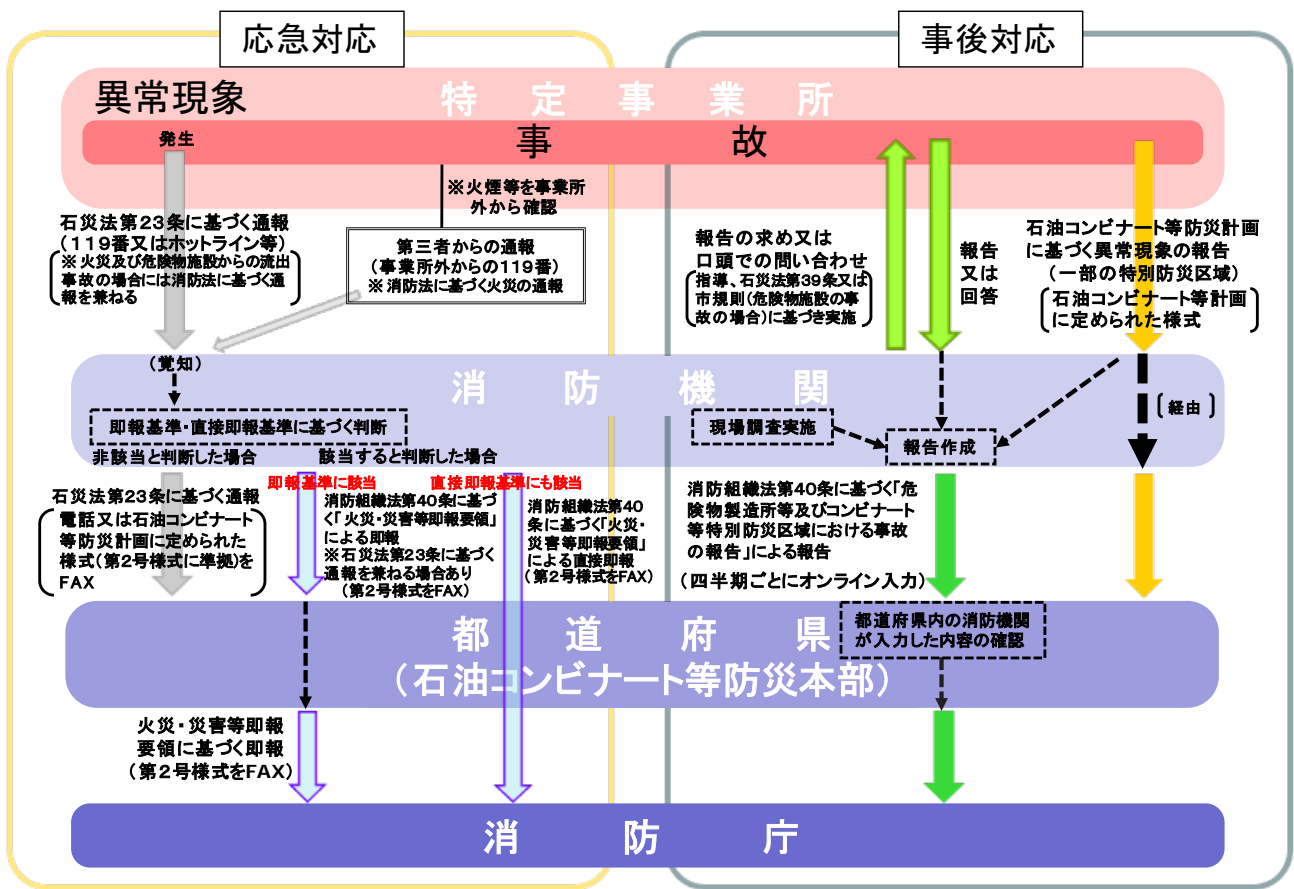 応急対応
事後対応
異常現象
特定事業所
発生
事故
※火煙等を事業所
外から確認
石災法第23条に基づく通報
(119番又はホットライン等)
※火災及び危険物施設からの流出
事故の場合には消防法に基づく通
報を兼ねる
第三者からの通報
(事業所外からの119番)
※消防法に基づく火災の通報
報告の求め又は
口頭での問い合わせ
指導、石災法第39条又は
市規則(危険物施設の事
故の場合)に基づき実施
報告
又は
回答
石油コンビナート等防災計画
に基づく異常現象の報告
(一部の特別防災区域)
石油コンビナート等計画
に定められた様式
(覚知)
消防機関
即報基準・直接即報基準に基づく判断
非該当と判断した場合
該当すると判断した場合
現場調査実施
報告作成
〔経由〕
即報基準に該当
直接即報基準にも該当
石災法第23条に基づく通報
電話又は石油コンビナート
等防災計画に定められた
様式(第2号様式に準拠)を
FAX
消防組織法第40条に基づ
く「火災・災害等即報要領」
による即報
※石災法第23条に基づく
通報を兼ねる場合あり
(第2号様式をFAX)
消防組織法第40
条に基づく「火災・
災害等即報要領」
による直接即報
(第2号様式をFAX)
消防組織法第40条に基づく「危
険物製造所等及びコンビナート
等特別防災区域における事故
の報告」による報告
(四半期ごとにオンライン入力)
都道府県
(石油コンビナート等防災本部)
都道府県内の消防機関
が入力した内容の確認
火災・災害等即報
要領に基づく即報
(第2号様式をFAX)
消防庁